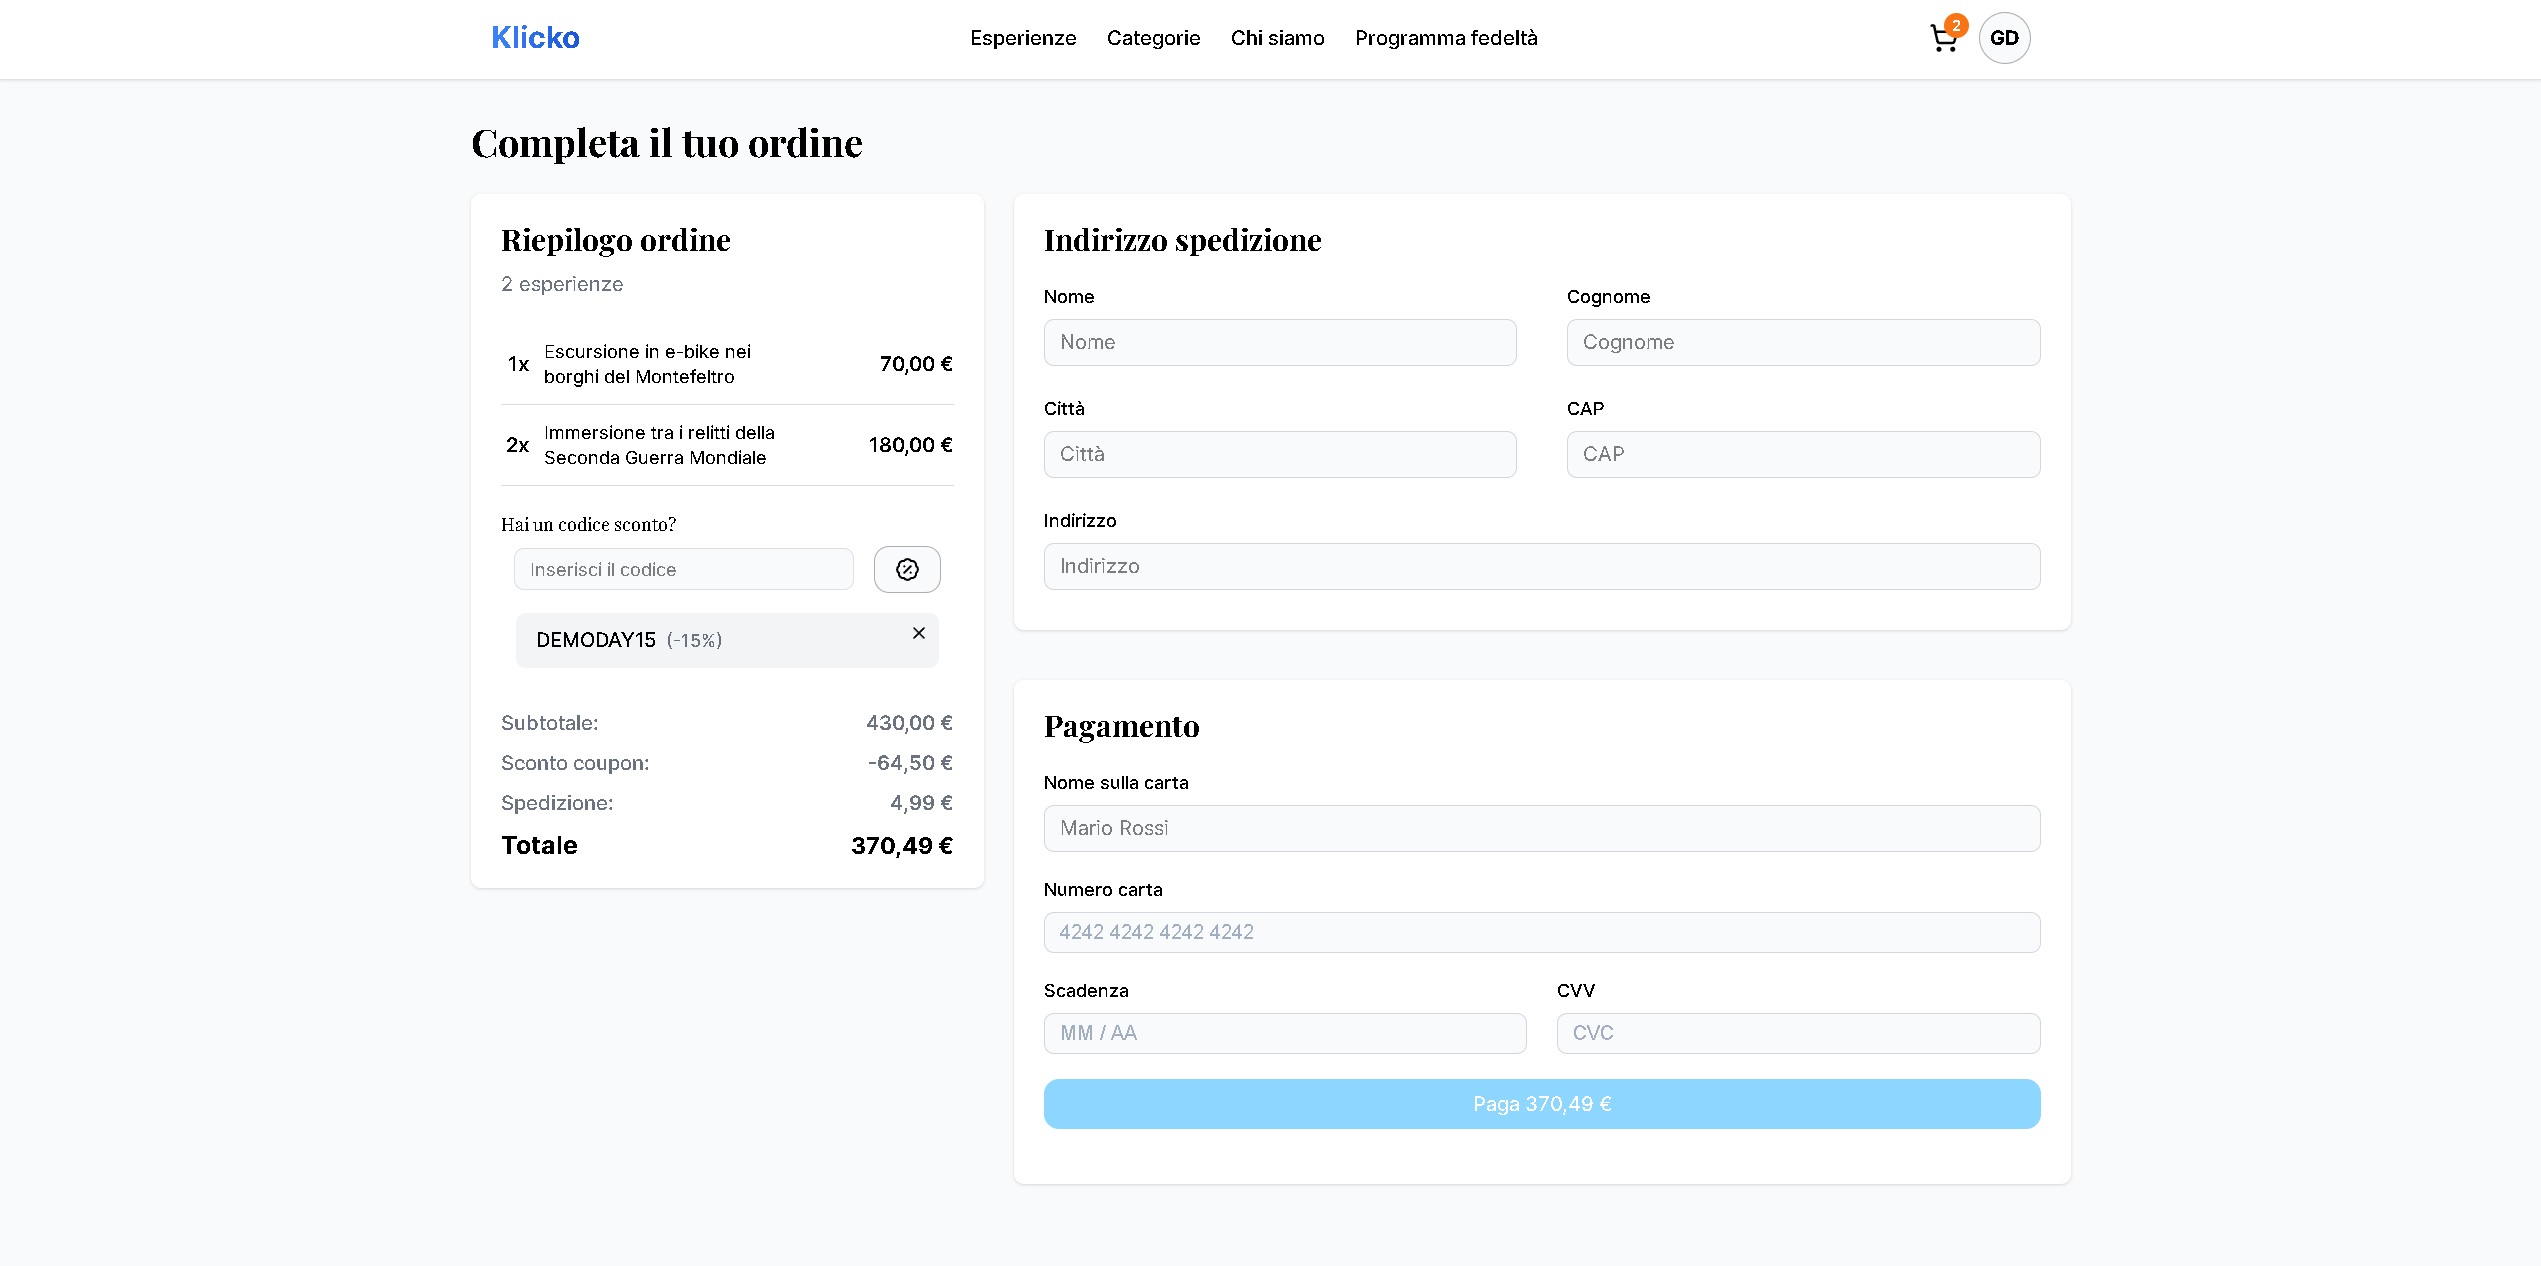 Klicko
Esperienze Categorie Chi siamo Programma fedeltà
2
GD
Completa il tuo ordine
Riepilogo ordine
2 esperienze
1x Escursione in e-bike nei
borghi del Montefeltro
70,00 €
2x Immersione tra i relitti della
Seconda Guerra Mondiale
180,00 €
Hai un codice sconto?
Inserisci il codice
DEMODAY15 (-15%)
Subtotale: 430,00 €
Sconto coupon: -64,50 €
Spedizione: 4,99 €
Totale 370,49 €
Indirizzo spedizione
Nome Cognome
Nome Cognome
Città CAP
Città CAP
Indirizzo
Indirizzo
Pagamento
Nome sulla carta
Mario Rossi
Numero carta
4242 4242 4242 4242
Scadenza CVV
MM / AA CVC
Paga 370,49 €